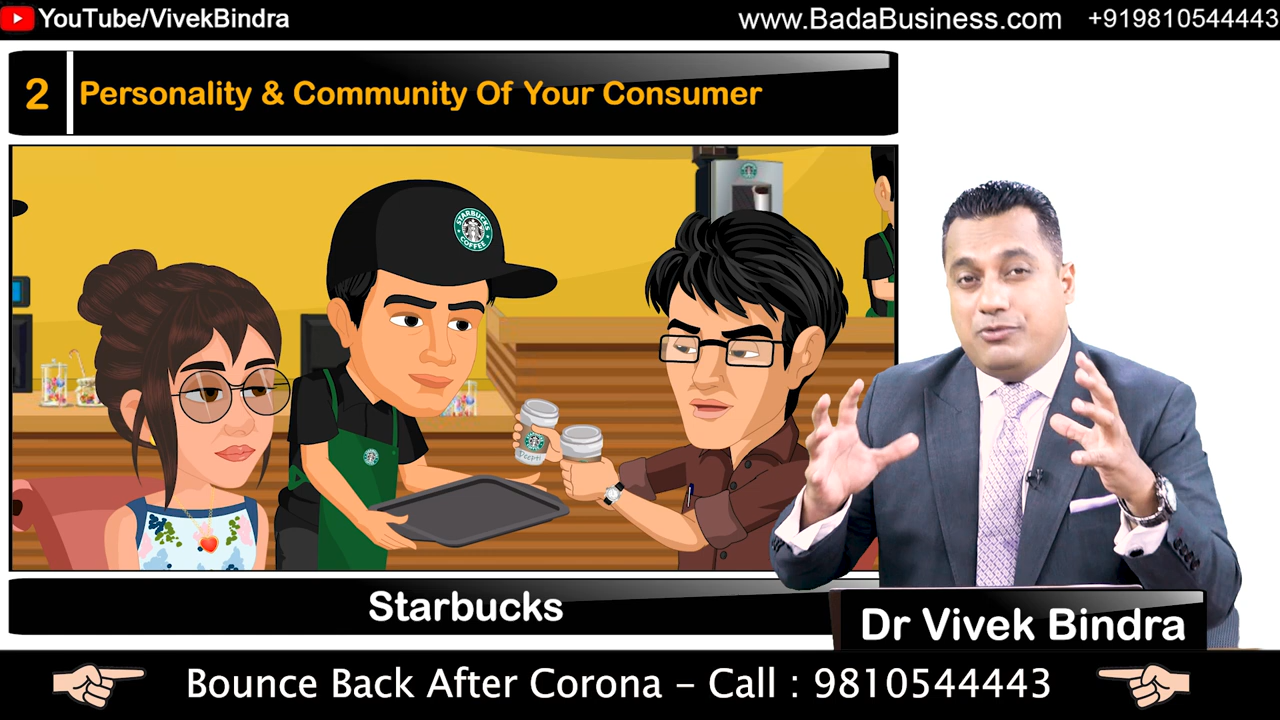 YouTube/VivekBindra
www.BadaBusiness.com
+919810544443
2
Personality & Community Of Your Consumer
STARBUCKS
COFFEE
Deepti
Starbucks
Dr Vivek Bindra
Bounce Back After Corona – Call : 9810544443